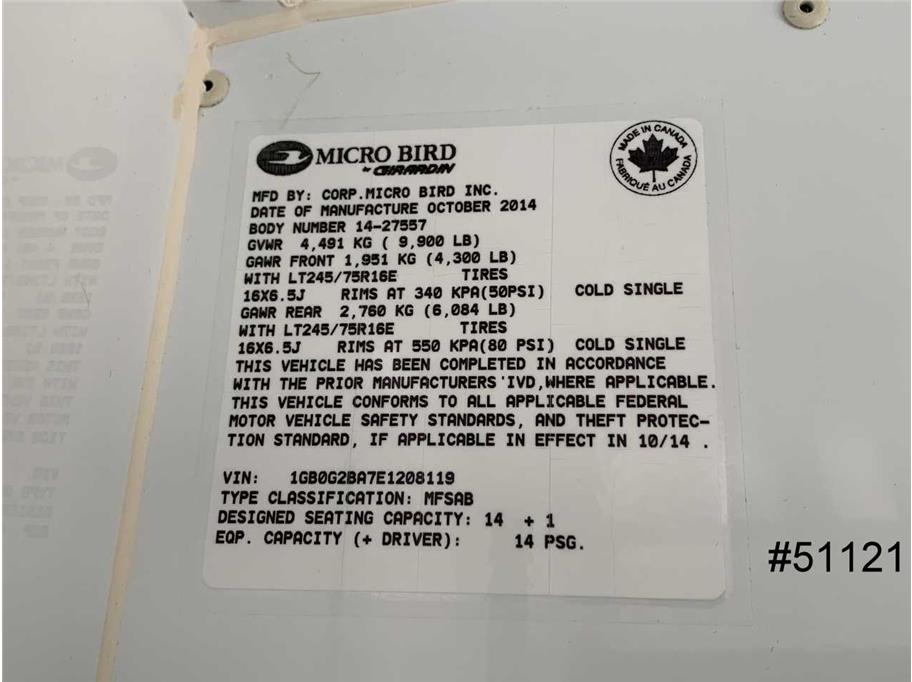 MICRO BIRD
by GIRARDIN
MADE IN CANADA
FABRIQUÉ AU CANADA
MFD BY: CORP.MICRO BIRD INC.
DATE OF MANUFACTURE OCTOBER 2014
BODY NUMBER 14-27557
GVWR 4,491 KG ( 9,900 LB)
GAWR FRONT 1,951 KG (4,300 LB)
WITH LT245/75R16E TIRES
16X6.5J RIMS AT 340 KPA(50PSI) COLD SINGLE
GAWR REAR 2,760 KG (6,084 LB)
WITH LT245/75R16E TIRES
16X6.5J RIMS AT 550 KPA(80 PSI) COLD SINGLE
THIS VEHICLE HAS BEEN COMPLETED IN ACCORDANCE
WITH THE PRIOR MANUFACTURERS'IVD,WHERE APPLICABLE.
THIS VEHICLE CONFORMS TO ALL APPLICABLE FEDERAL
MOTOR VEHICLE SAFETY STANDARDS, AND THEFT PROTEC-
TION STANDARD, IF APPLICABLE IN EFFECT IN 10/14 .
VIN: 1GB0G2BA7E1208119
TYPE CLASSIFICATION: MFSAB
DESIGNED SEATING CAPACITY: 14 + 1
EQP. CAPACITY (+ DRIVER): 14 PSG.
#51121